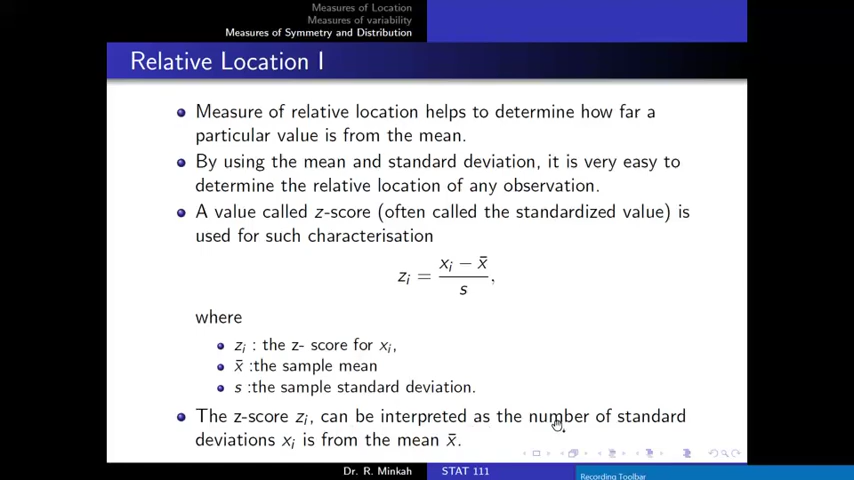 Measures of Location
Measures of variability
Measures of Symmetry and Distribution
Relative Location I
Measure of relative location helps to determine how far a
particular value is from the mean.
By using the mean and standard deviation, it is very easy to
determine the relative location of any observation.
A value called z-score (often called the standardized value) is
used for such characterisation
zᵢ = (xᵢ − x̄) / s,
where
zᵢ : the z- score for xᵢ,
x̄ :the sample mean
s :the sample standard deviation.
The z-score zᵢ, can be interpreted as the number of standard
deviations xᵢ is from the mean x̄.
Dr. R. Minkah STAT 111
Recording Toolbar